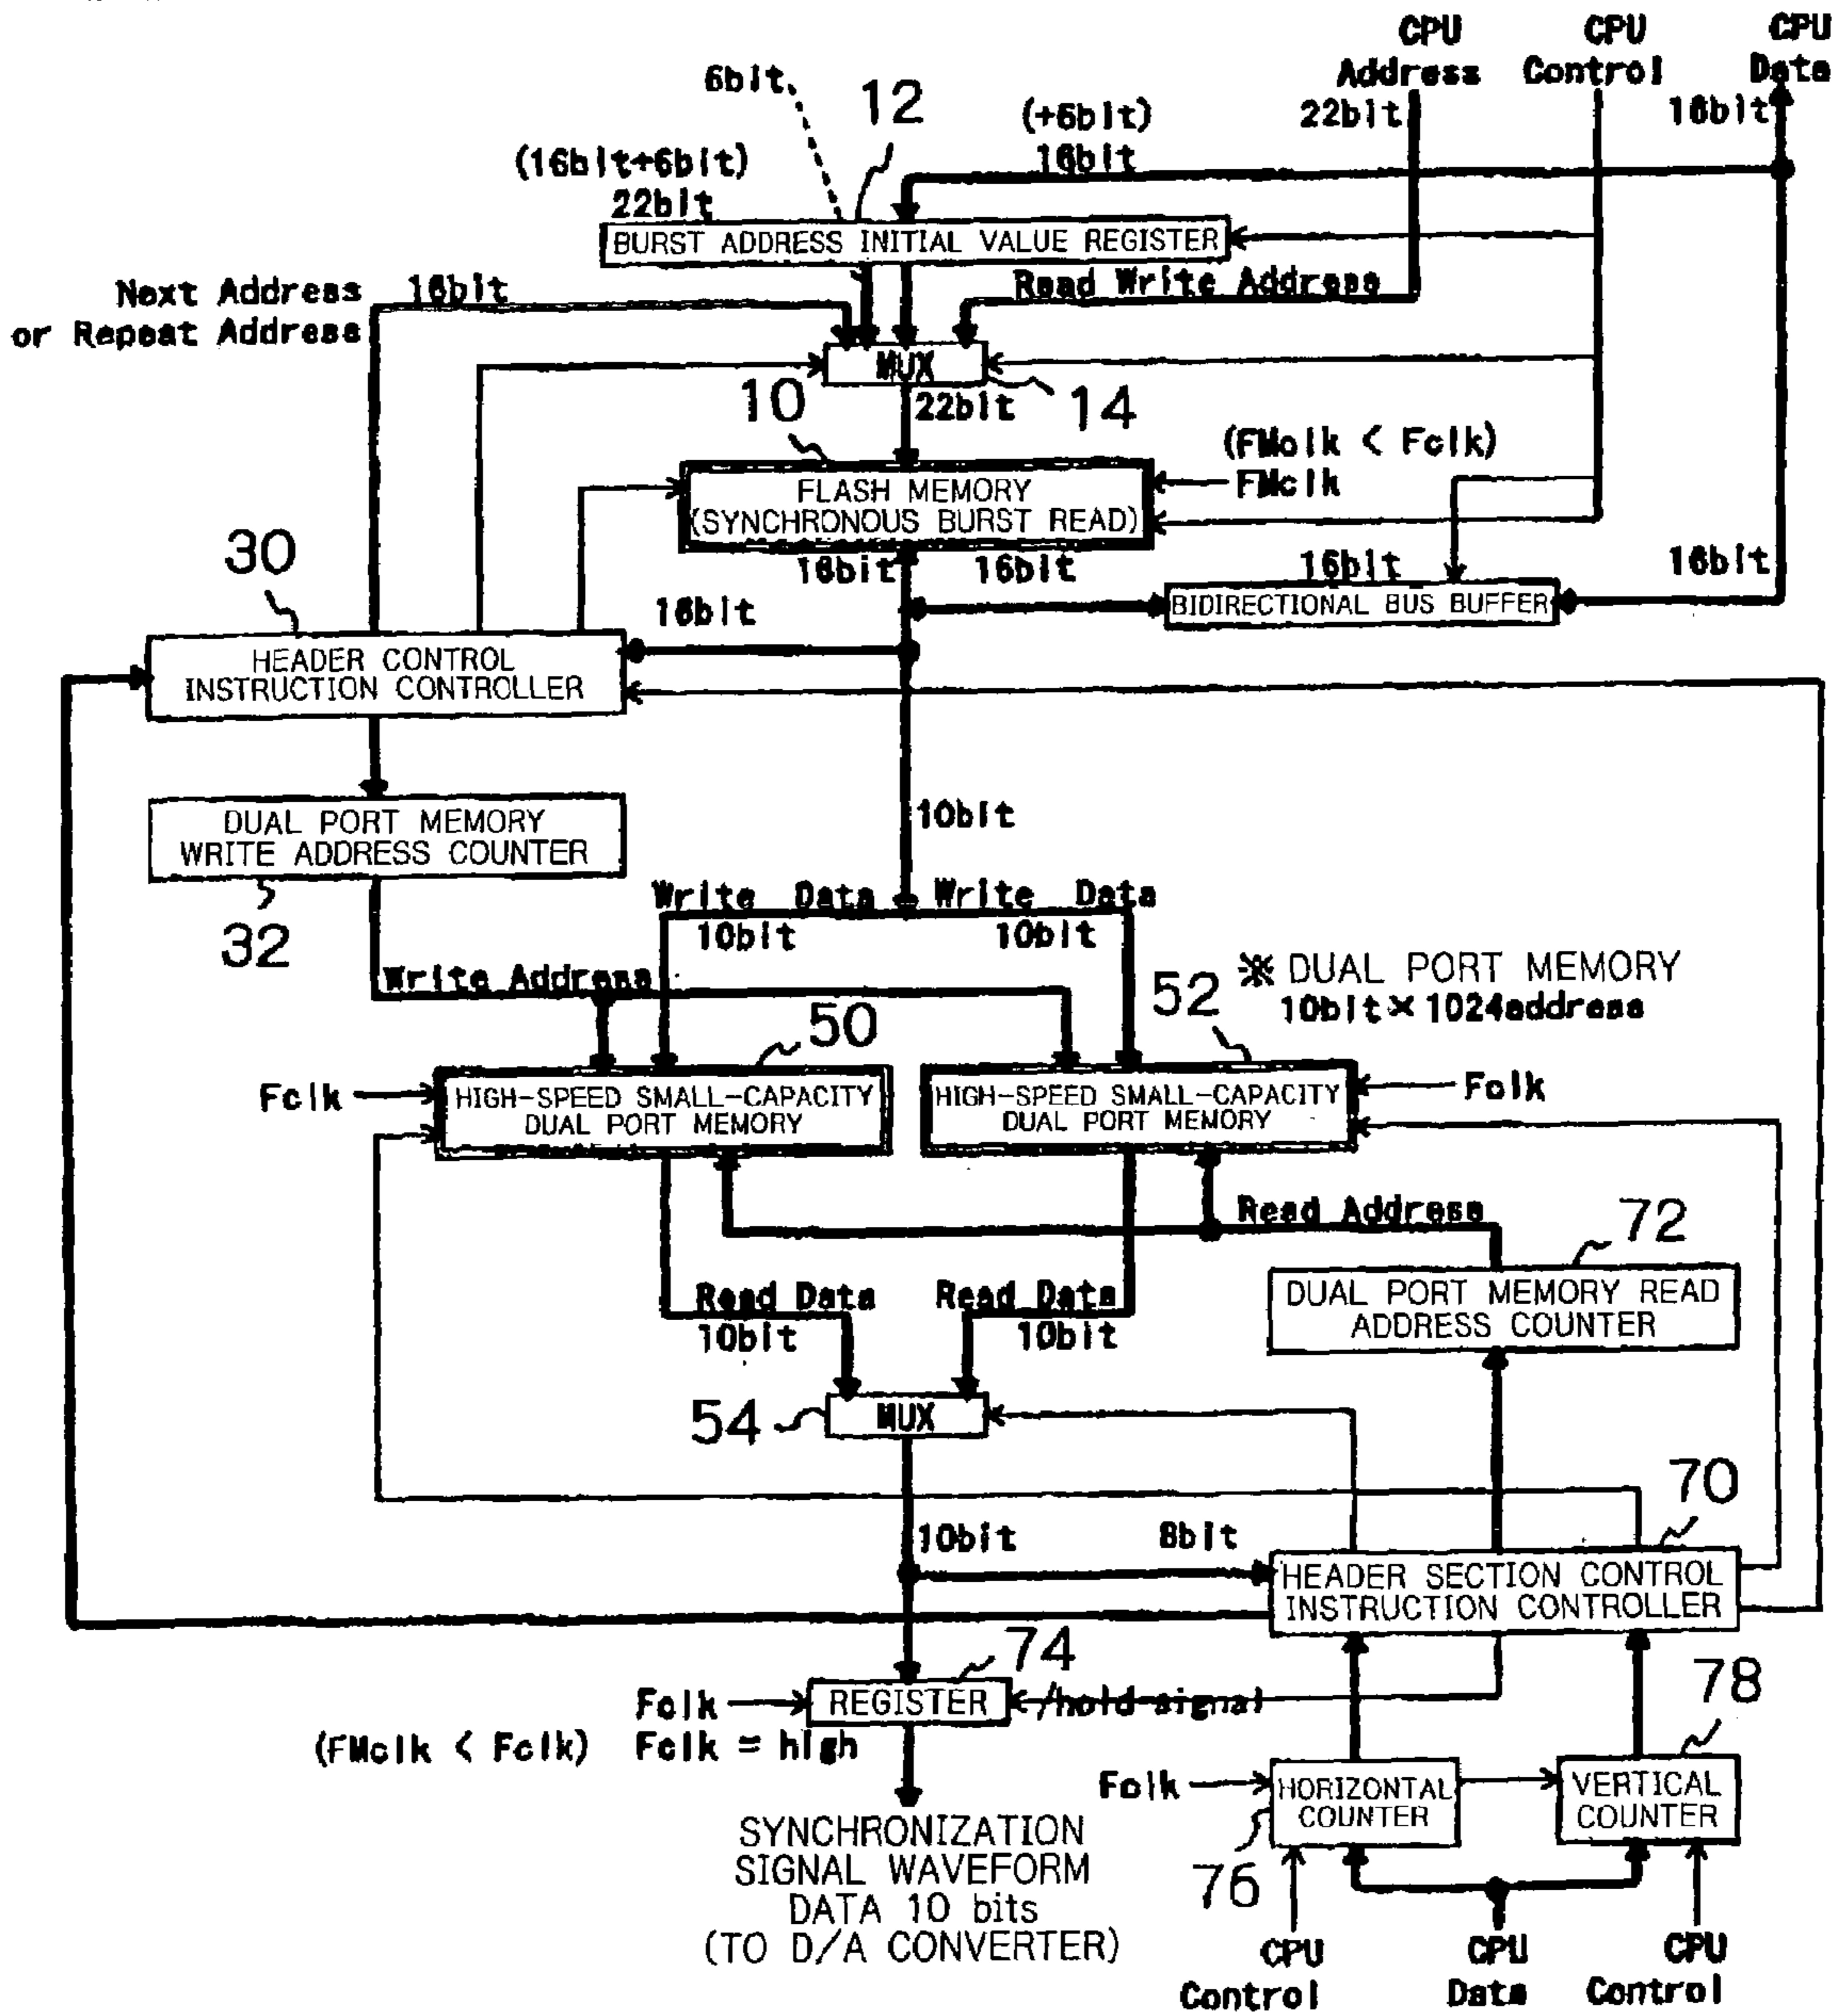 CPU
Address
22bit
CPU
Control
CPU
Data
16bit
6bit
12
(+6bit)
16bit
(16bit+6bit)
22bit
BURST ADDRESS INITIAL VALUE REGISTER
Next Address
or Repeat Address
16bit
Read Write Address
MUX
10
22bit
14
(FMclk < Fclk)
FMclk
FLASH MEMORY
(SYNCHRONOUS BURST READ)
30
16bit
16bit
16bit
16bit
BIDIRECTIONAL BUS BUFFER
16bit
HEADER CONTROL
INSTRUCTION CONTROLLER
DUAL PORT MEMORY
WRITE ADDRESS COUNTER
32
10bit
Write Data
10bit
Write Data
10bit
Write Address
※ DUAL PORT MEMORY
10bit×1024address
50
52
Fclk
HIGH-SPEED SMALL-CAPACITY
DUAL PORT MEMORY
HIGH-SPEED SMALL-CAPACITY
DUAL PORT MEMORY
Fclk
Read Address
72
DUAL PORT MEMORY READ
ADDRESS COUNTER
Read Data
10bit
Read Data
10bit
54
MUX
70
10bit
8bit
HEADER SECTION CONTROL
INSTRUCTION CONTROLLER
74
Fclk
REGISTER
/hold signal
78
(FMclk < Fclk) Fclk = high
Fclk
HORIZONTAL
COUNTER
VERTICAL
COUNTER
76
SYNCHRONIZATION
SIGNAL WAVEFORM
DATA 10 bits
(TO D/A CONVERTER)
CPU
Control
CPU
Data
CPU
Control